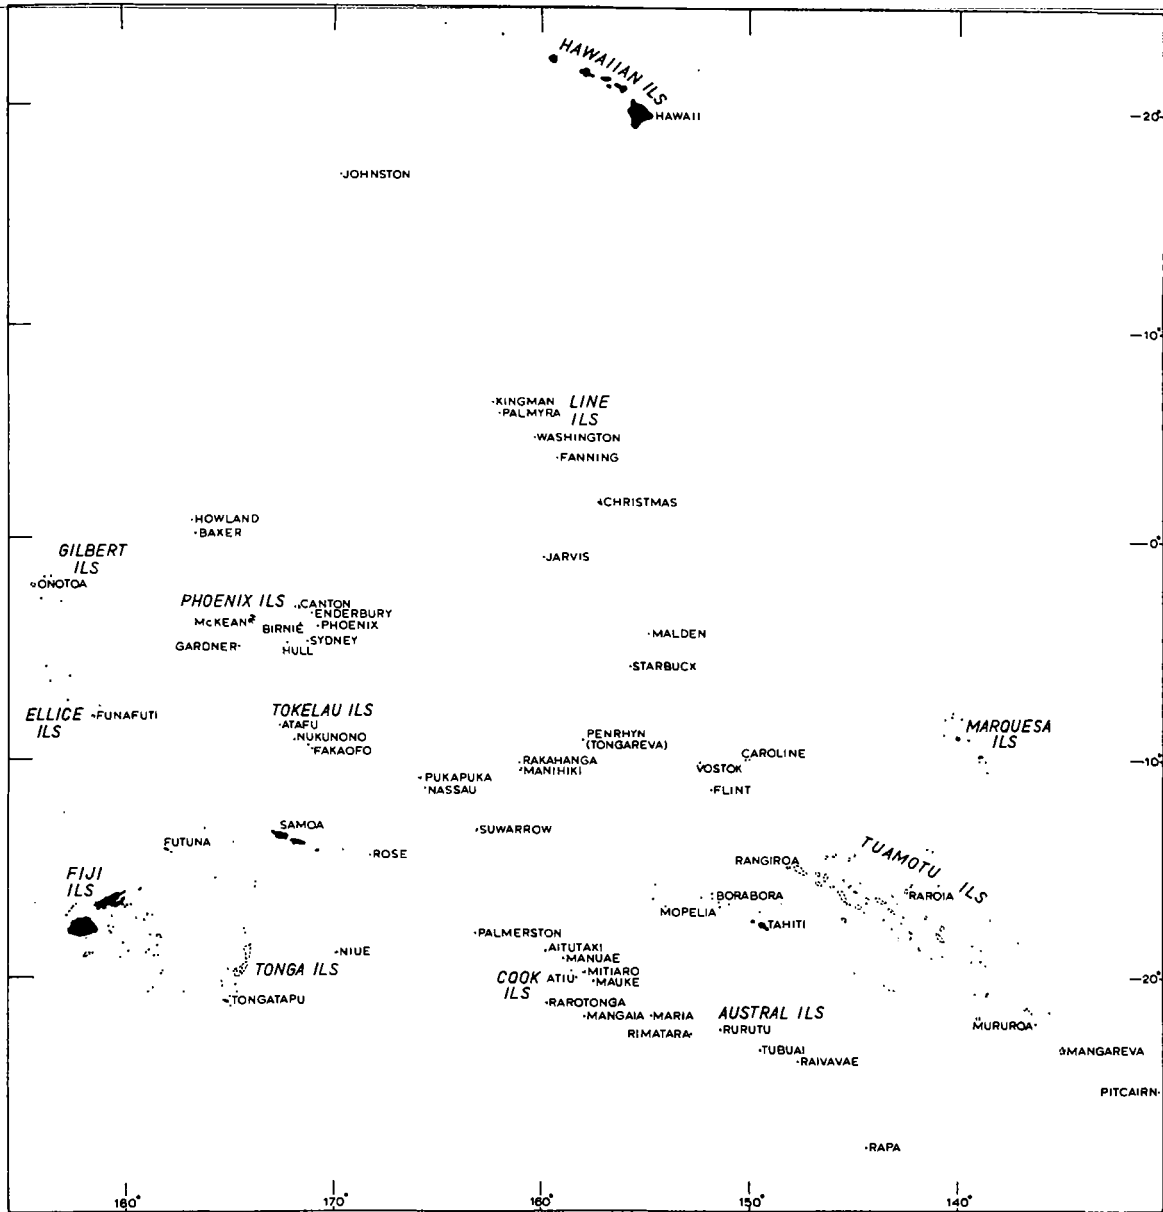 HAWAIIAN ILS
HAWAII
20°
JOHNSTON
10°
KINGMAN
LINE
ILS
PALMYRA
WASHINGTON
FANNING
CHRISTMAS
HOWLAND
BAKER
0°
GILBERT
ILS
JARVIS
ONOTOA
PHOENIX ILS
CANTON
ENDERBURY
McKEAN
BIRNIE
PHOENIX
SYDNEY
GARDNER
HULL
MALDEN
STARBUCK
ELLICE
ILS
FUNAFUTI
TOKELAU ILS
ATAFU
NUKUNONO
FAKAOFO
PENRHYN
(TONGAREVA)
MARQUESA
ILS
RAKAHANGA
MANIHIKI
CAROLINE
VOSTOK
10°
PUKAPUKA
NASSAU
FLINT
SAMOA
SUWARROW
FUTUNA
ROSE
TUAMOTU ILS
RANGIROA
FIJI
ILS
BORABORA
RAROIA
MOPELIA
TAHITI
PALMERSTON
AITUTAKI
NIUE
MANUAE
TONGA ILS
COOK
ILS
ATIU
MITIARO
MAUKE
20°
TONGATAPU
RAROTONGA
MANGAIA
MARIA
AUSTRAL ILS
RIMATARA
RURUTU
MURUROA
TUBUAI
RAIVAVAE
MANGAREVA
PITCAIRN
RAPA
160°
170°
160°
150°
140°